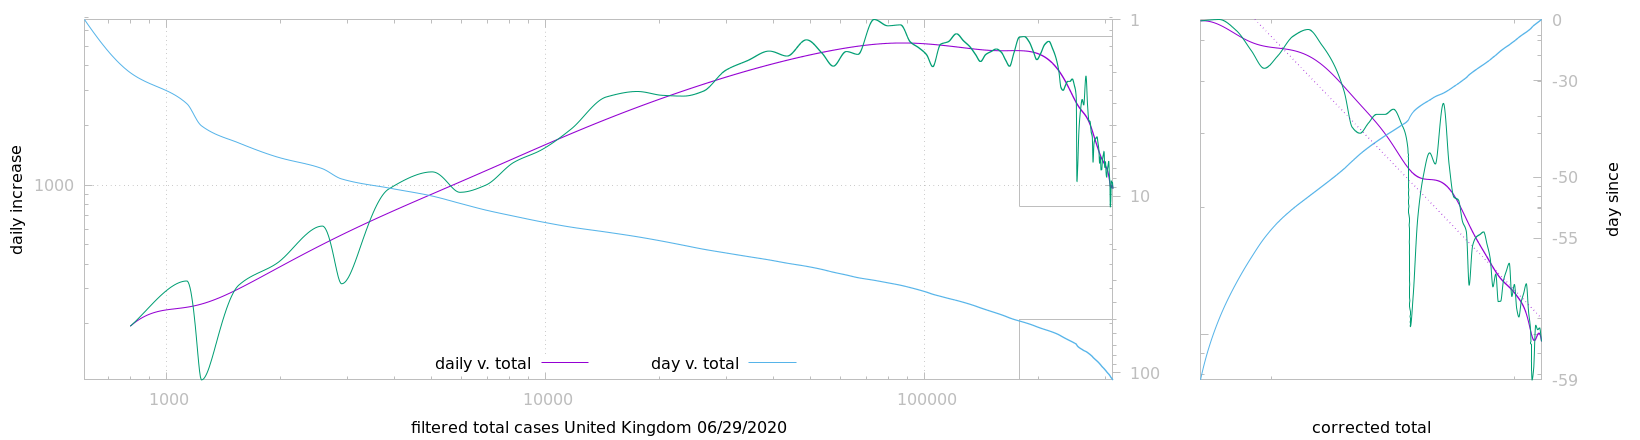 daily increase
1000
daily v. total
day v. total
1
10
100
1000
10000
100000
filtered total cases United Kingdom 06/29/2020
0
-30
-50
-55
-59
day since
corrected total